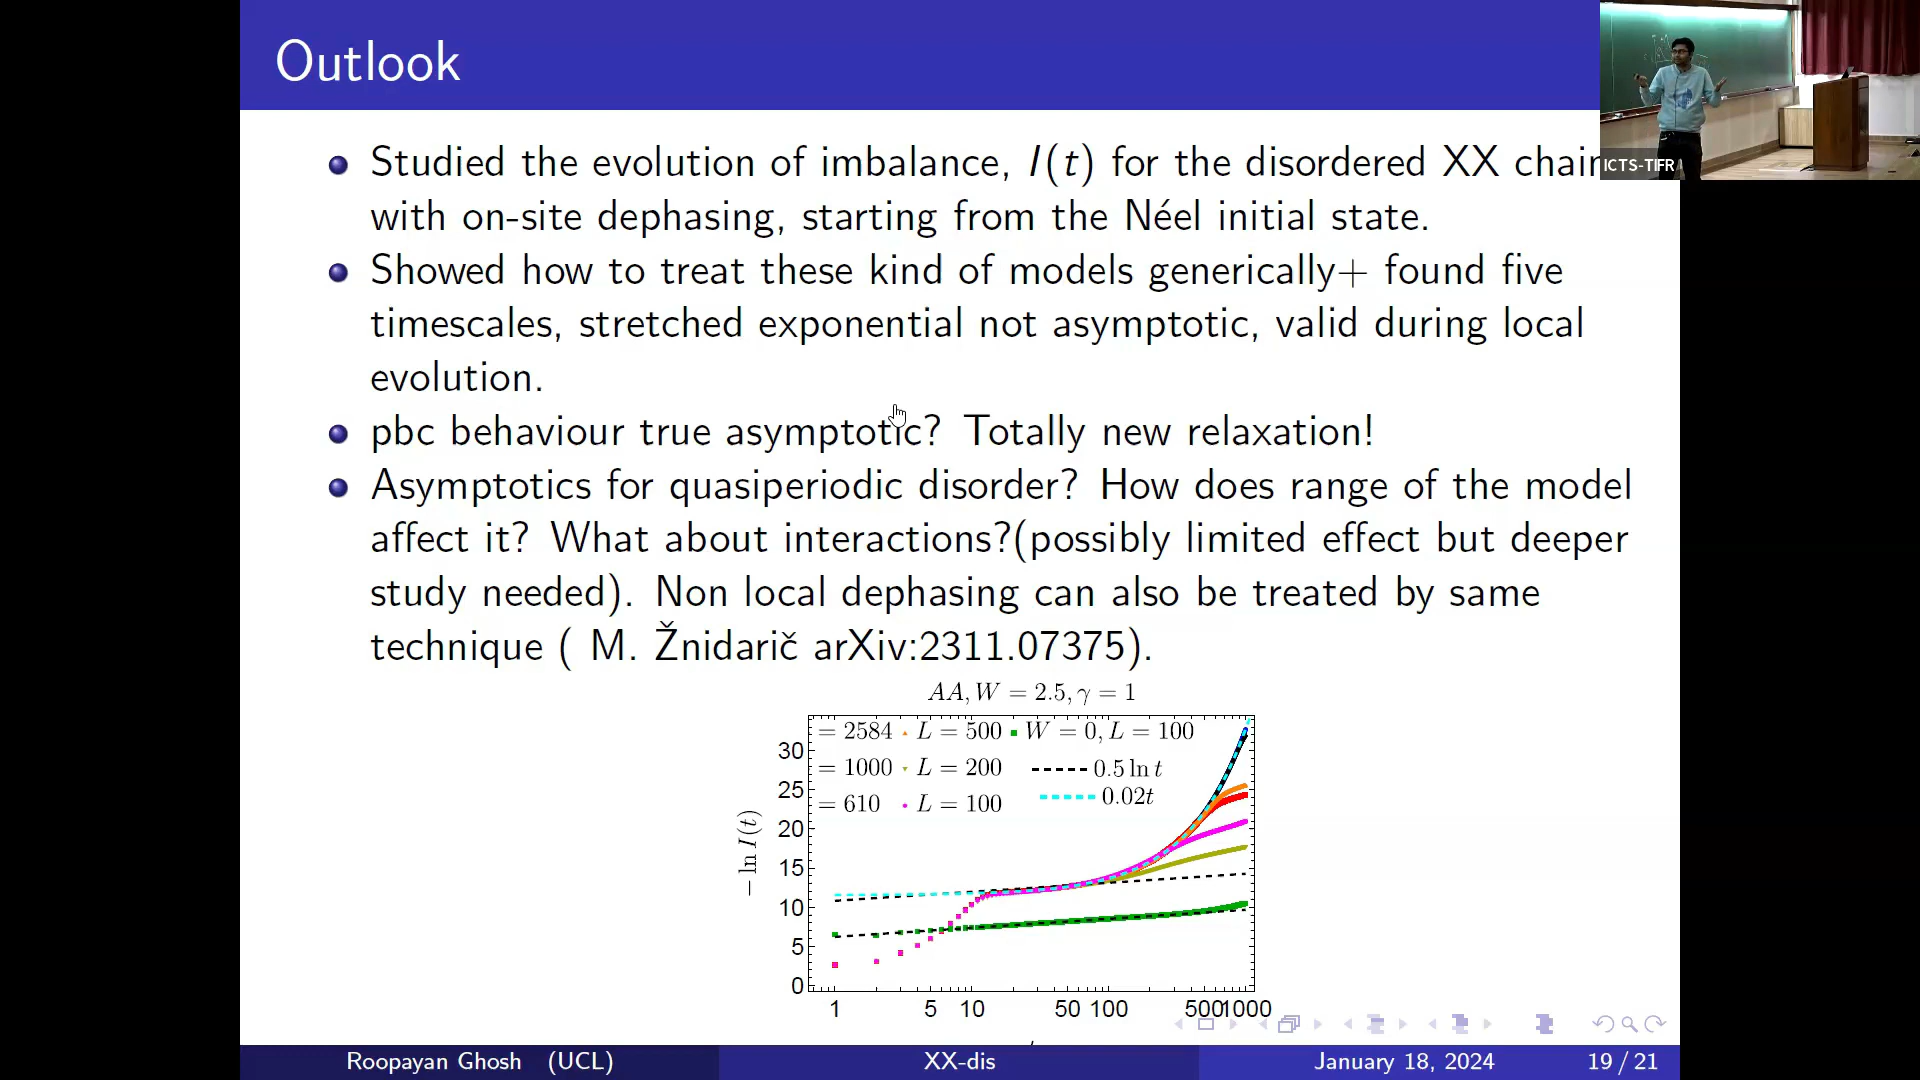 Outlook
ICTS-TIFR
Studied the evolution of imbalance, I(t) for the disordered XX chain
with on-site dephasing, starting from the Néel initial state.
Showed how to treat these kind of models generically+ found five
timescales, stretched exponential not asymptotic, valid during local
evolution.
pbc behaviour true asymptotic? Totally new relaxation!
Asymptotics for quasiperiodic disorder? How does range of the model
affect it? What about interactions?(possibly limited effect but deeper
study needed). Non local dephasing can also be treated by same
technique ( M. Žnidarič arXiv:2311.07375).
AA, W = 2.5, γ = 1
= 2584 L = 500 W = 0, L = 100
= 1000 L = 200 0.5 ln t
= 610 L = 100 0.02t
− ln I(t)
30
25
20
15
10
5
0
1 5 10 50 100 500 1000
Roopayan Ghosh (UCL) XX-dis January 18, 2024 19 / 21